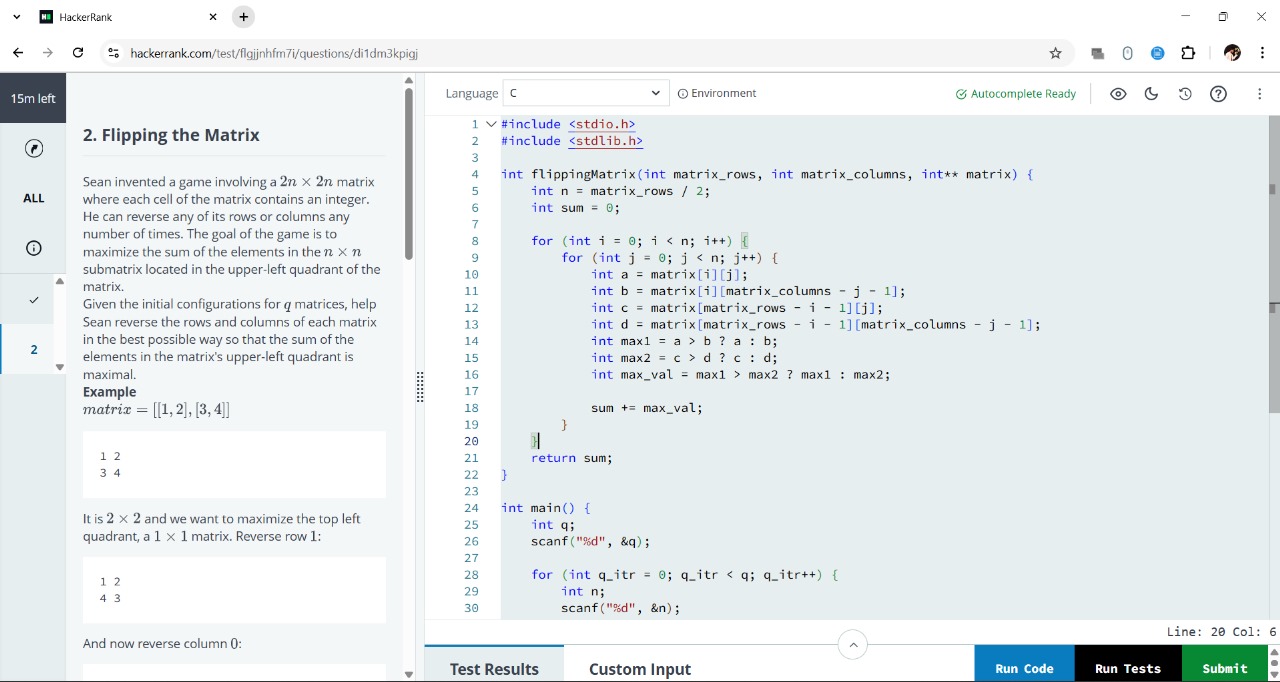 HackerRank
hackerrank.com/test/flgjjnhfm7i/questions/di1dm3kpigj
15m left
ALL
2
2. Flipping the Matrix
Sean invented a game involving a 2n × 2n matrix
where each cell of the matrix contains an integer.
He can reverse any of its rows or columns any
number of times. The goal of the game is to
maximize the sum of the elements in the n × n
submatrix located in the upper-left quadrant of the
matrix.
Given the initial configurations for q matrices, help
Sean reverse the rows and columns of each matrix
in the best possible way so that the sum of the
elements in the matrix's upper-left quadrant is
maximal.
Example
matrix = [[1, 2], [3, 4]]
1 2
3 4
It is 2 × 2 and we want to maximize the top left
quadrant, a 1 × 1 matrix. Reverse row 1:
1 2
4 3
And now reverse column 0:
Language C Environment Autocomplete Ready
1 #include <stdio.h>
2 #include <stdlib.h>
3
4 int flippingMatrix(int matrix_rows, int matrix_columns, int** matrix) {
5     int n = matrix_rows / 2;
6     int sum = 0;
7
8     for (int i = 0; i < n; i++) {
9         for (int j = 0; j < n; j++) {
10             int a = matrix[i][j];
11             int b = matrix[i][matrix_columns - j - 1];
12             int c = matrix[matrix_rows - i - 1][j];
13             int d = matrix[matrix_rows - i - 1][matrix_columns - j - 1];
14             int max1 = a > b ? a : b;
15             int max2 = c > d ? c : d;
16             int max_val = max1 > max2 ? max1 : max2;
17
18             sum += max_val;
19         }
20     }
21     return sum;
22 }
23
24 int main() {
25     int q;
26     scanf("%d", &q);
27
28     for (int q_itr = 0; q_itr < q; q_itr++) {
29         int n;
30         scanf("%d", &n);
Line: 20 Col: 6
Test Results Custom Input Run Code Run Tests Submit